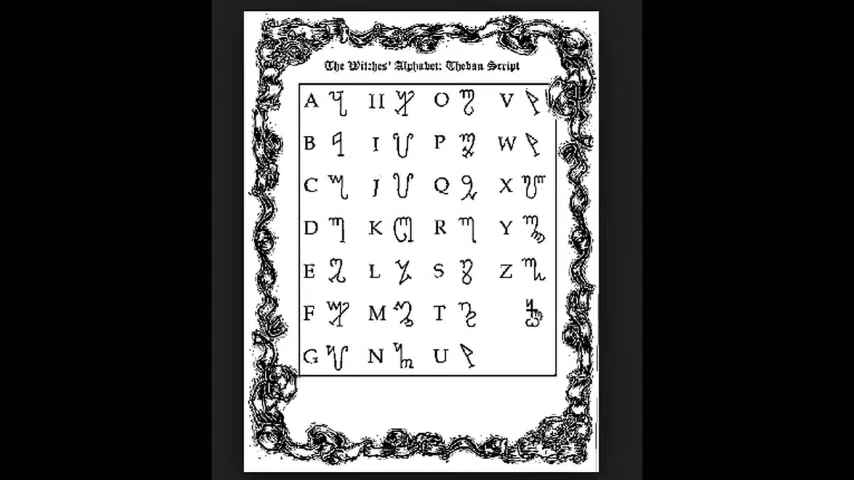 The Witches' Alphabet: Theban Script
A H O V
B I P W
C J Q X
D K R Y
E L S Z
F M T
G N U